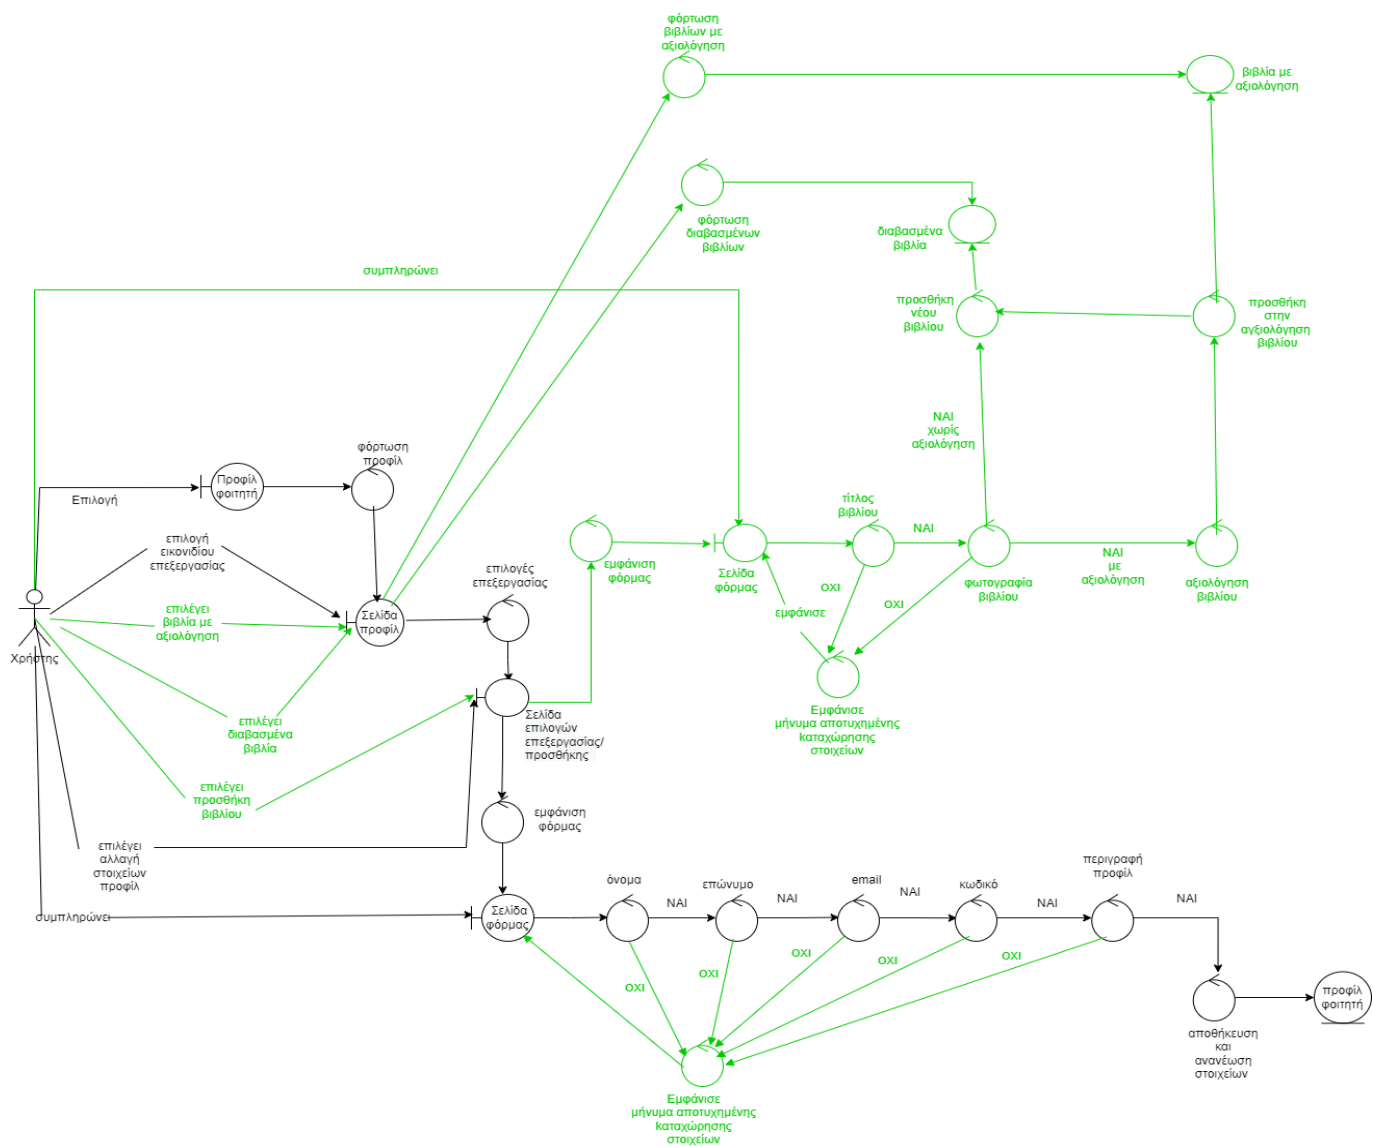 φόρτωση
βιβλίων με
αξιολόγηση
βιβλία με
αξιολόγηση
φόρτωση
διαβασμένων
βιβλίων
διαβασμένα
βιβλία
συμπληρώνει
προσθήκη
νέου
βιβλίου
προσθήκη
στην
αγξιολόγηση
βιβλίου
ΝΑΙ
χωρίς
αξιολόγηση
φόρτωση
προφίλ
Προφίλ
φοιτητή
Επιλογή
τίτλος
βιβλίου
ΝΑΙ
επιλογή
εικονιδίου
επεξεργασίας
εμφάνιση
φόρμας
Σελίδα
φόρμας
ΝΑΙ
με
αξιολόγηση
φωτογραφία
βιβλίου
αξιολόγηση
βιβλίου
επιλογές
επεξεργασίας
ΟΧΙ
ΟΧΙ
εμφάνισε
επιλέγει
βιβλία με
αξιολόγηση
Σελίδα
προφίλ
Χρήστης
επιλέγει
διαβασμένα
βιβλία
Σελίδα
επιλογών
επεξεργασίας/
προσθήκης
Εμφάνισε
μήνυμα αποτυχημένης
καταχώρησης
στοιχείων
επιλέγει
προσθήκη
βιβλίου
εμφάνιση
φόρμας
επιλέγει
αλλαγή
στοιχείων
προφίλ
συμπληρώνει
Σελίδα
φόρμας
όνομα
ΝΑΙ
επώνυμο
ΝΑΙ
email
ΝΑΙ
κωδικό
ΝΑΙ
περιγραφή
προφίλ
ΝΑΙ
ΟΧΙ
ΟΧΙ
ΟΧΙ
ΟΧΙ
ΟΧΙ
προφίλ
φοιτητή
αποθήκευση
και
ανανέωση
στοιχείων
Εμφάνισε
μήνυμα αποτυχημένης
καταχώρησης
στοιχείων